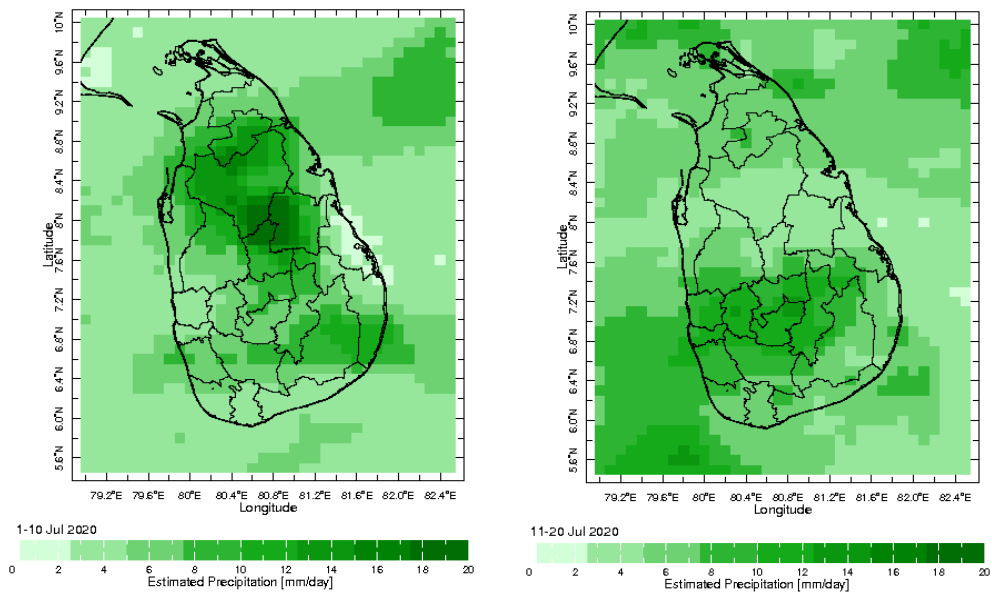 10°N
9.6°N
9.2°N
8.8°N
8.4°N
8°N
7.6°N
7.2°N
6.8°N
6.4°N
6.0°N
5.6°N
Latitude
79.2°E 79.6°E 80°E 80.4°E 80.8°E 81.2°E 81.6°E 82.0°E 82.4°E
Longitude
1-10 Jul 2020
0 2 4 6 8 10 12 14 16 18 20
Estimated Precipitation [mm/day]
10°N
9.6°N
9.2°N
8.8°N
8.4°N
8°N
7.6°N
7.2°N
6.8°N
6.4°N
6.0°N
5.6°N
Latitude
79.2°E 79.6°E 80°E 80.4°E 80.8°E 81.2°E 81.6°E 82.0°E 82.4°E
Longitude
11-20 Jul 2020
0 2 4 6 8 10 12 14 16 18 20
Estimated Precipitation [mm/day]